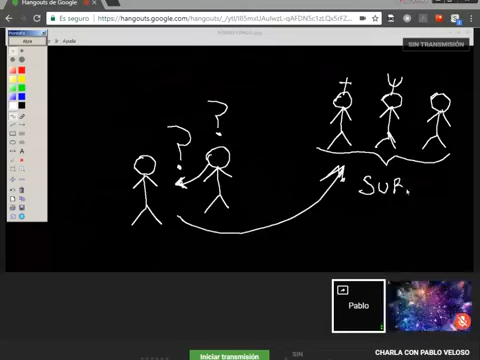 Hangouts de Google
Es seguro
https://hangouts.google.com/hangouts/_/ytl/
Ayuda
SIN TRANSMISIÓN
?
?
SUR.
Pablo
CHARLA CON PABLO VELOSO
Iniciar transmisión
SIN